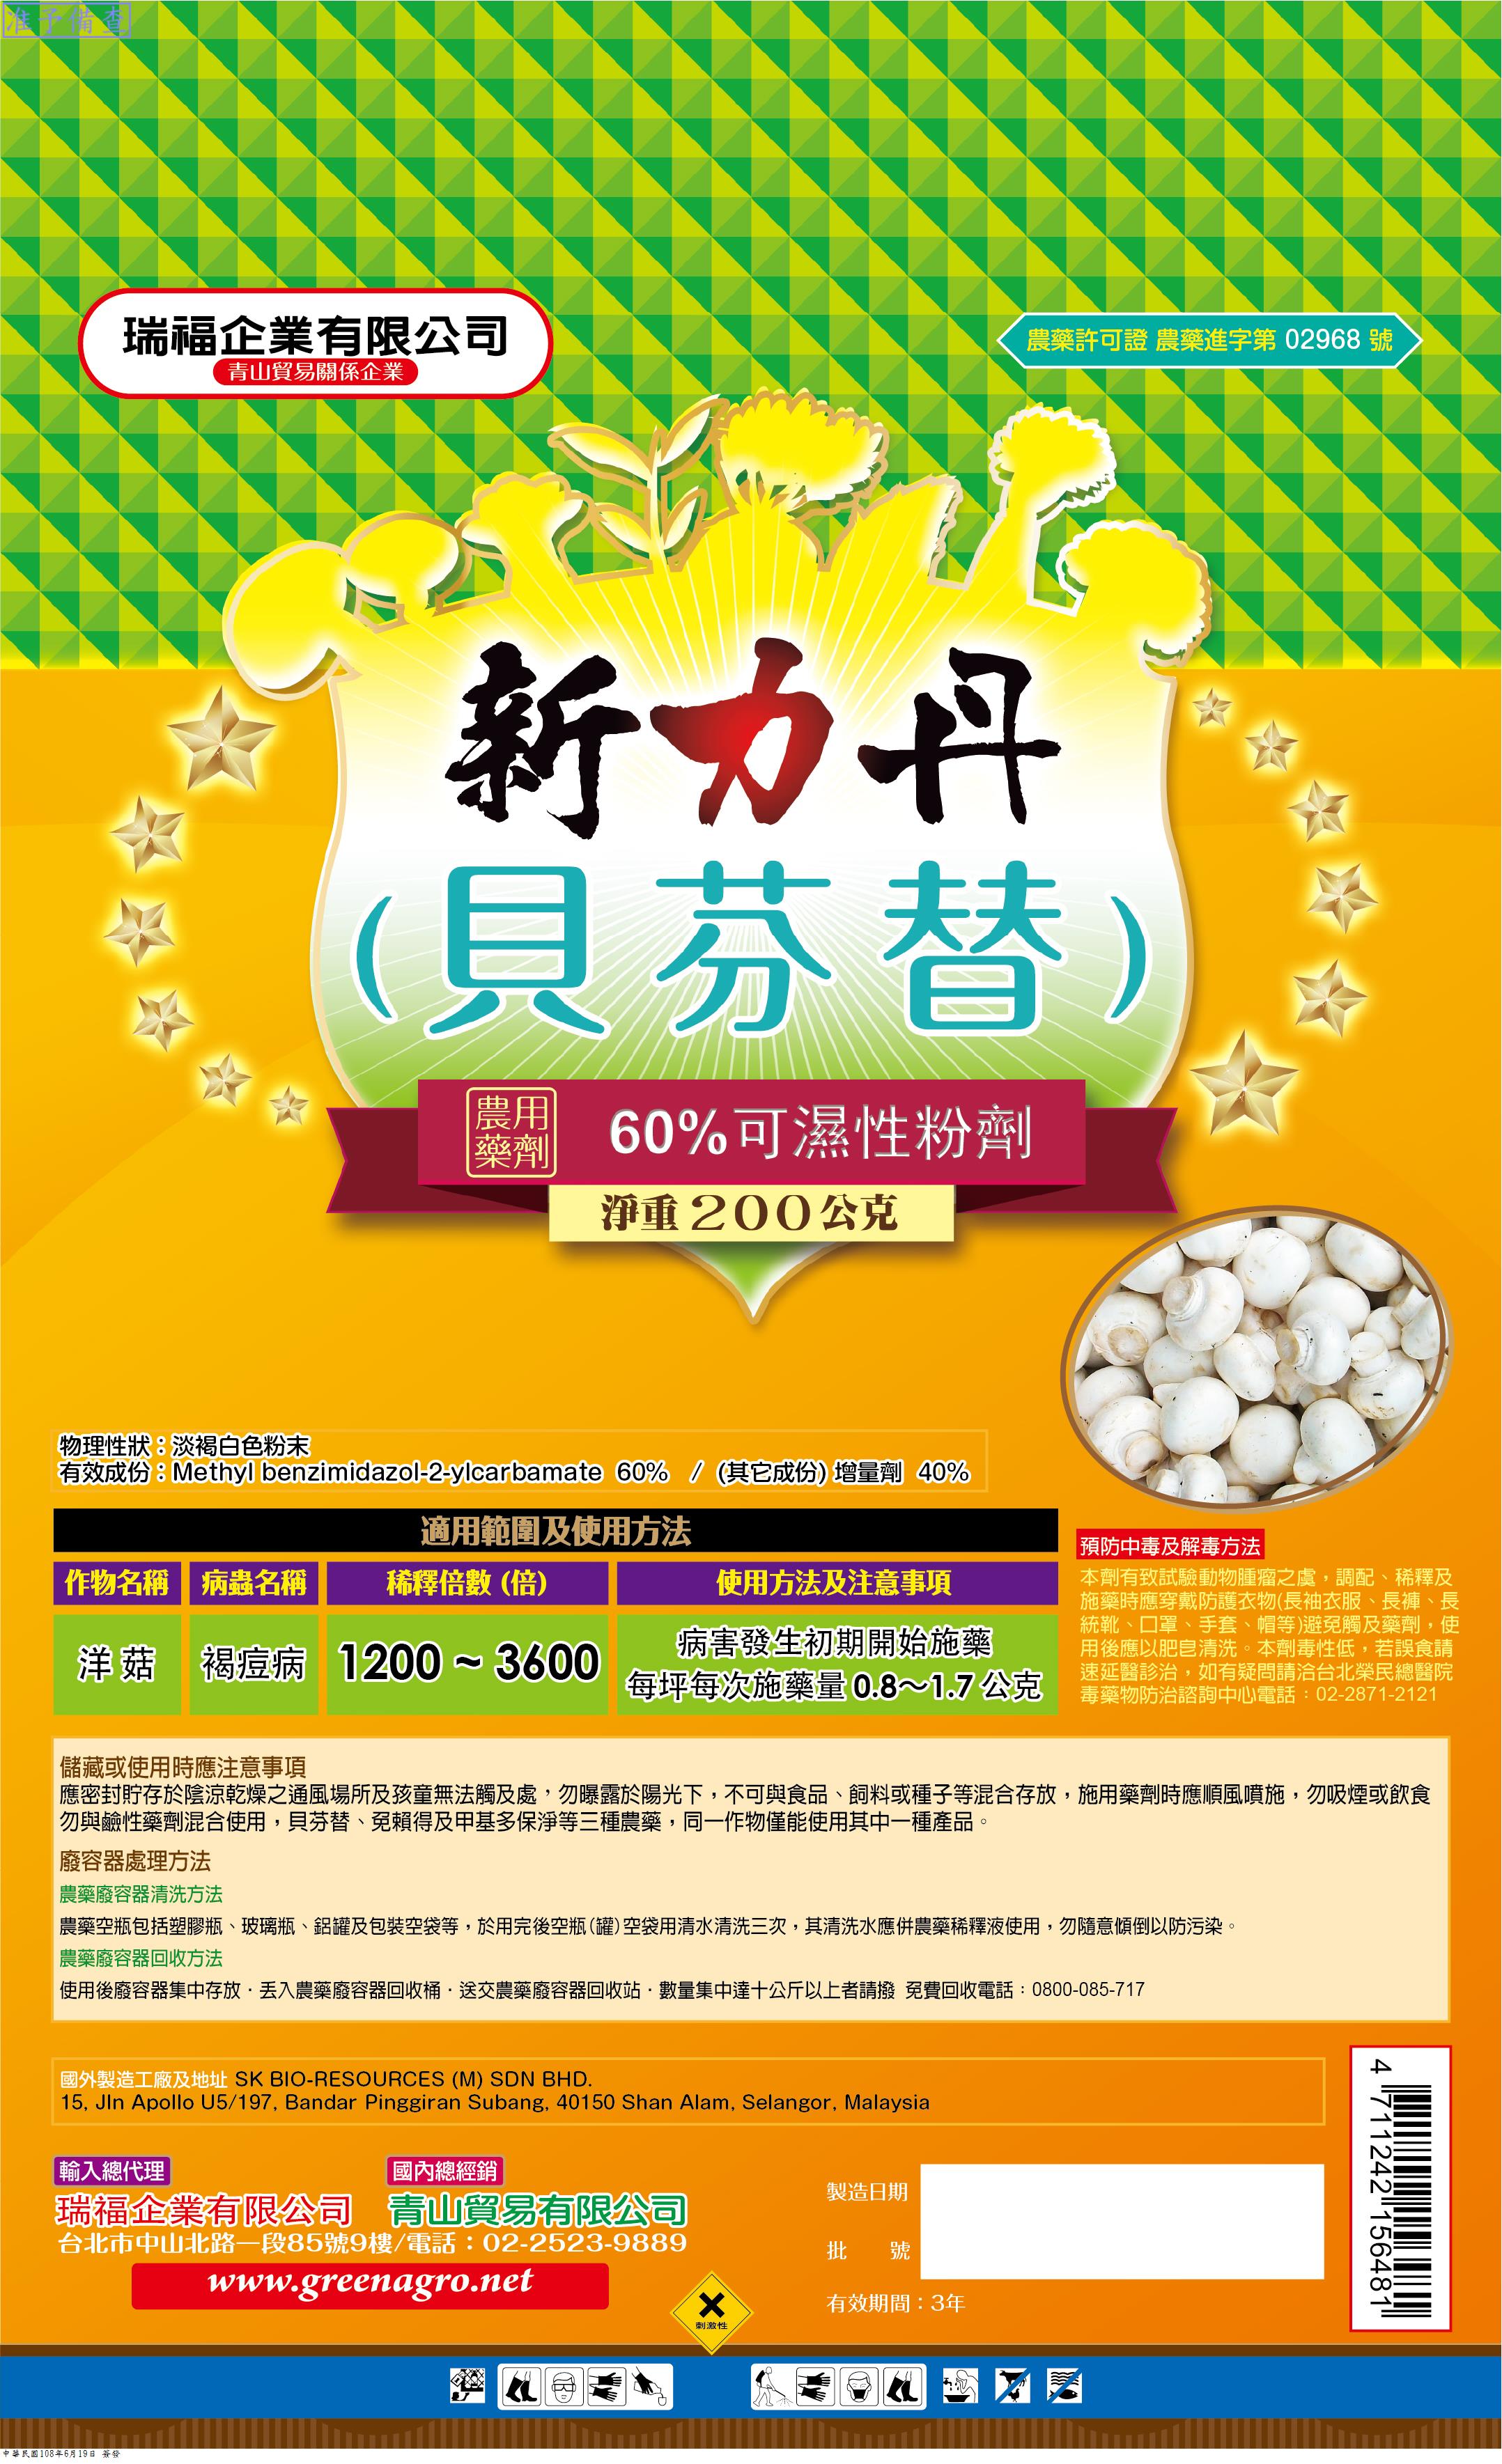 准予備查
瑞福企業有限公司
青山貿易關係企業
農藥許可證 農藥進字第 02968 號
新力丹
(貝芬替)
農用
藥劑
60%可濕性粉劑
淨重200公克
物理性狀：淡褐白色粉末
有效成份：Methyl benzimidazol-2-ylcarbamate 60% / (其它成份) 增量劑 40%
適用範圍及使用方法
作物名稱 病蟲名稱 稀釋倍數 (倍) 使用方法及注意事項
洋菇 褐痘病 1200 ~ 3600
病害發生初期開始施藥
每坪每次施藥量 0.8～1.7 公克
預防中毒及解毒方法
本劑有致試驗動物腫瘤之虞，調配、稀釋及
施藥時應穿戴防護衣物(長袖衣服、長褲、長
統靴、口罩、手套、帽等)避免觸及藥劑，使
用後應以肥皂清洗。本劑毒性低，若誤食請
速延醫診治，如有疑問請洽台北榮民總醫院
毒藥物防治諮詢中心電話：02-2871-2121
儲藏或使用時應注意事項
應密封貯存於陰涼乾燥之通風場所及孩童無法觸及處，勿曝露於陽光下，不可與食品、飼料或種子等混合存放，施用藥劑時應順風噴施，勿吸煙或飲食
勿與鹼性藥劑混合使用，貝芬替、免賴得及甲基多保淨等三種農藥，同一作物僅能使用其中一種產品。
廢容器處理方法
農藥廢容器清洗方法
農藥空瓶包括塑膠瓶、玻璃瓶、鋁罐及包裝空袋等，於用完後空瓶(罐)空袋用清水清洗三次，其清洗水應併農藥稀釋液使用，勿隨意傾倒以防污染。
農藥廢容器回收方法
使用後廢容器集中存放．丟入農藥廢容器回收桶．送交農藥廢容器回收站．數量集中達十公斤以上者請撥 免費回收電話：0800-085-717
國外製造工廠及地址 SK BIO-RESOURCES (M) SDN BHD.
15, Jln Apollo U5/197, Bandar Pinggiran Subang, 40150 Shan Alam, Selangor, Malaysia
輸入總代理 國內總經銷
瑞福企業有限公司 青山貿易有限公司
台北市中山北路一段85號9樓/電話：02-2523-9889
www.greenagro.net
製造日期
批 號
有效期間：3年
刺激性
4 711242 156481
中華民國108年6月19日 簽發